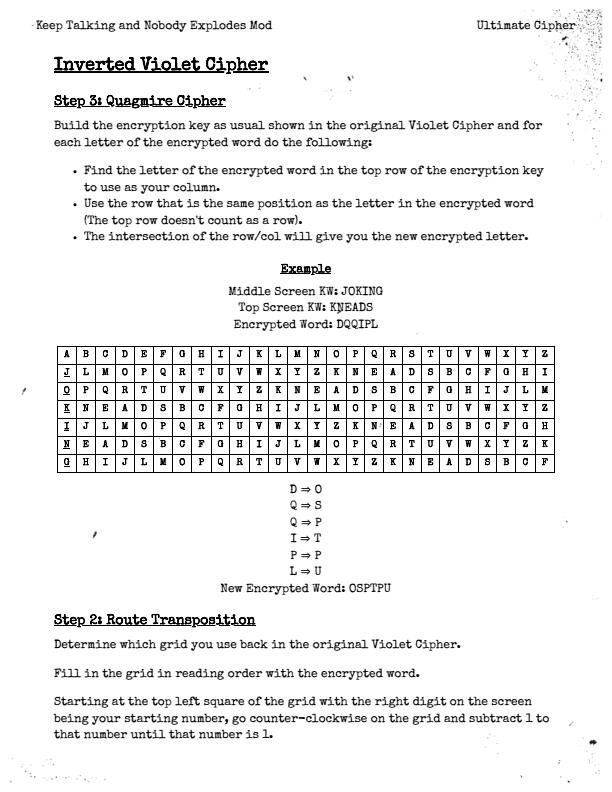 Keep Talking and Nobody Explodes Mod Ultimate Cipher
Inverted Violet Cipher
Step 3: Quagmire Cipher
Build the encryption key as usual shown in the original Violet Cipher and for
each letter of the encrypted word do the following:
• Find the letter of the encrypted word in the top row of the encryption key
to use as your column.
• Use the row that is the same position as the letter in the encrypted word
(The top row doesn't count as a row).
• The intersection of the row/col will give you the new encrypted letter.
Example
Middle Screen KW: JOKING
Top Screen KW: KNEADS
Encrypted Word: DQQIPL
A B C D E F G H I J K L M N O P Q R S T U V W X Y Z
J L M O P Q R T U V W X Y Z K N E A D S B C F G H I
O P Q R T U V W X Y Z K N E A D S B C F G H I J L M
K N E A D S B C F G H I J L M O P Q R T U V W X Y Z
I J L M O P Q R T U V W X Y Z K N E A D S B C F G H
N E A D S B C F G H I J L M O P Q R T U V W X Y Z K
G H I J L M O P Q R T U V W X Y Z K N E A D S B C F
D ⇒ O
Q ⇒ S
Q ⇒ P
I ⇒ T
P ⇒ P
L ⇒ U
New Encrypted Word: OSPTPU
Step 2: Route Transposition
Determine which grid you use back in the original Violet Cipher.
Fill in the grid in reading order with the encrypted word.
Starting at the top left square of the grid with the right digit on the screen
being your starting number, go counter-clockwise on the grid and subtract 1 to
that number until that number is 1.